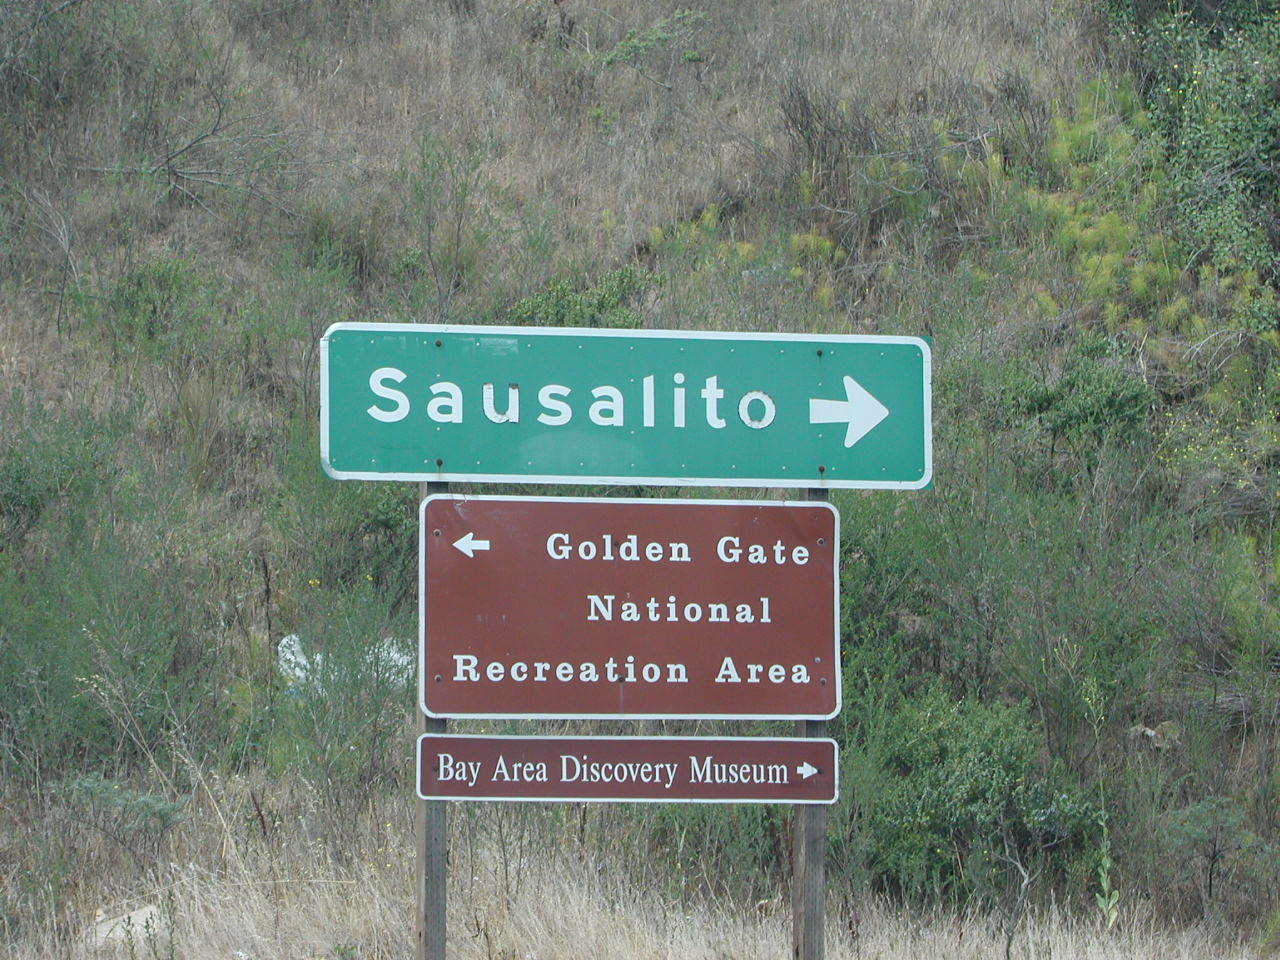 Sausalito
Golden Gate
National
Recreation Area
Bay Area Discovery Museum